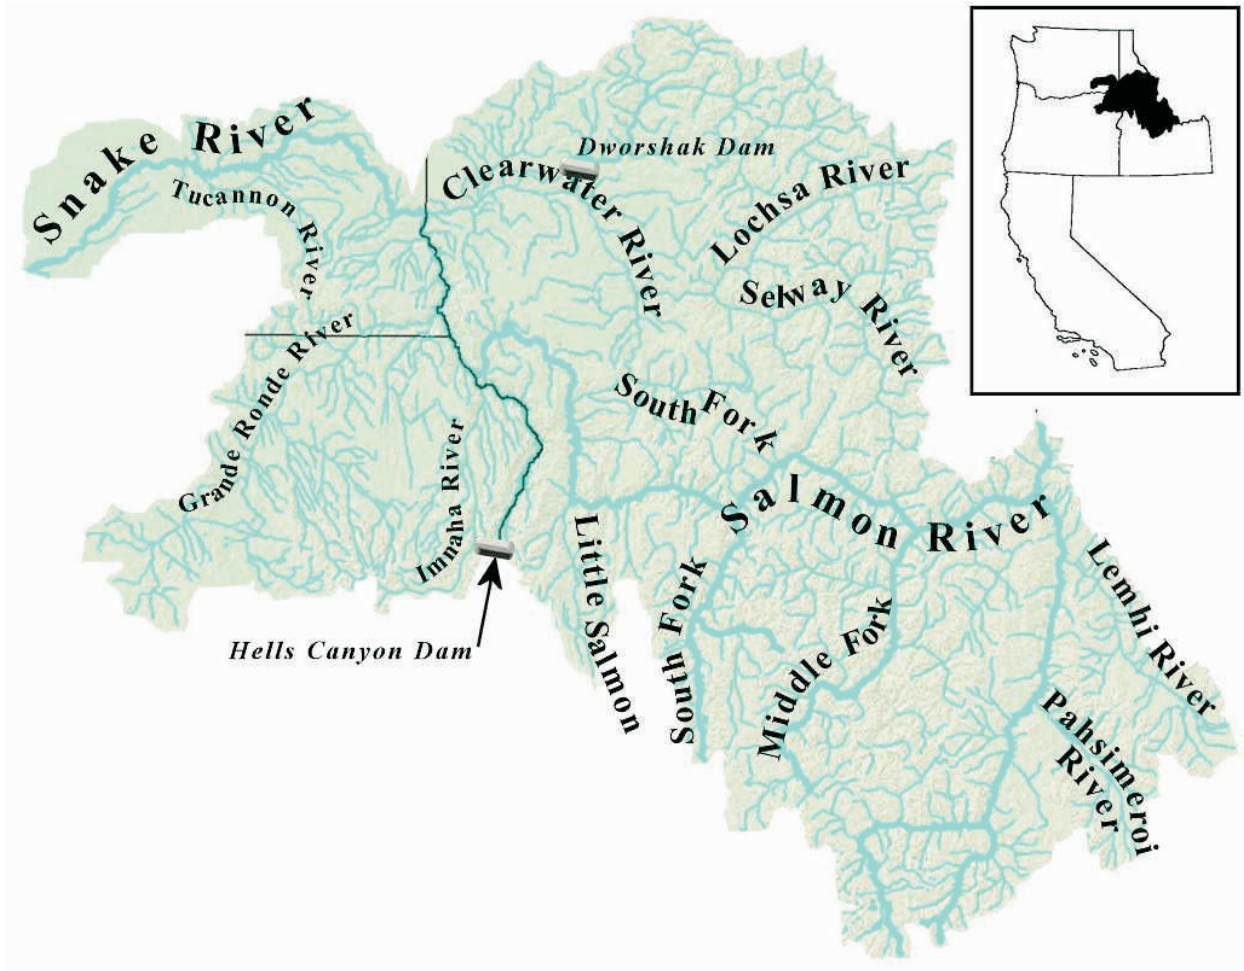 Snake River
Dworshak Dam
Clearwater River
Tucannon River
Lochsa River
Selway River
Grande Ronde River
South Fork
Imnaha River
Salmon River
Little Salmon
South Fork
Middle Fork
Lemhi River
Hells Canyon Dam
Pahsimeroi
River